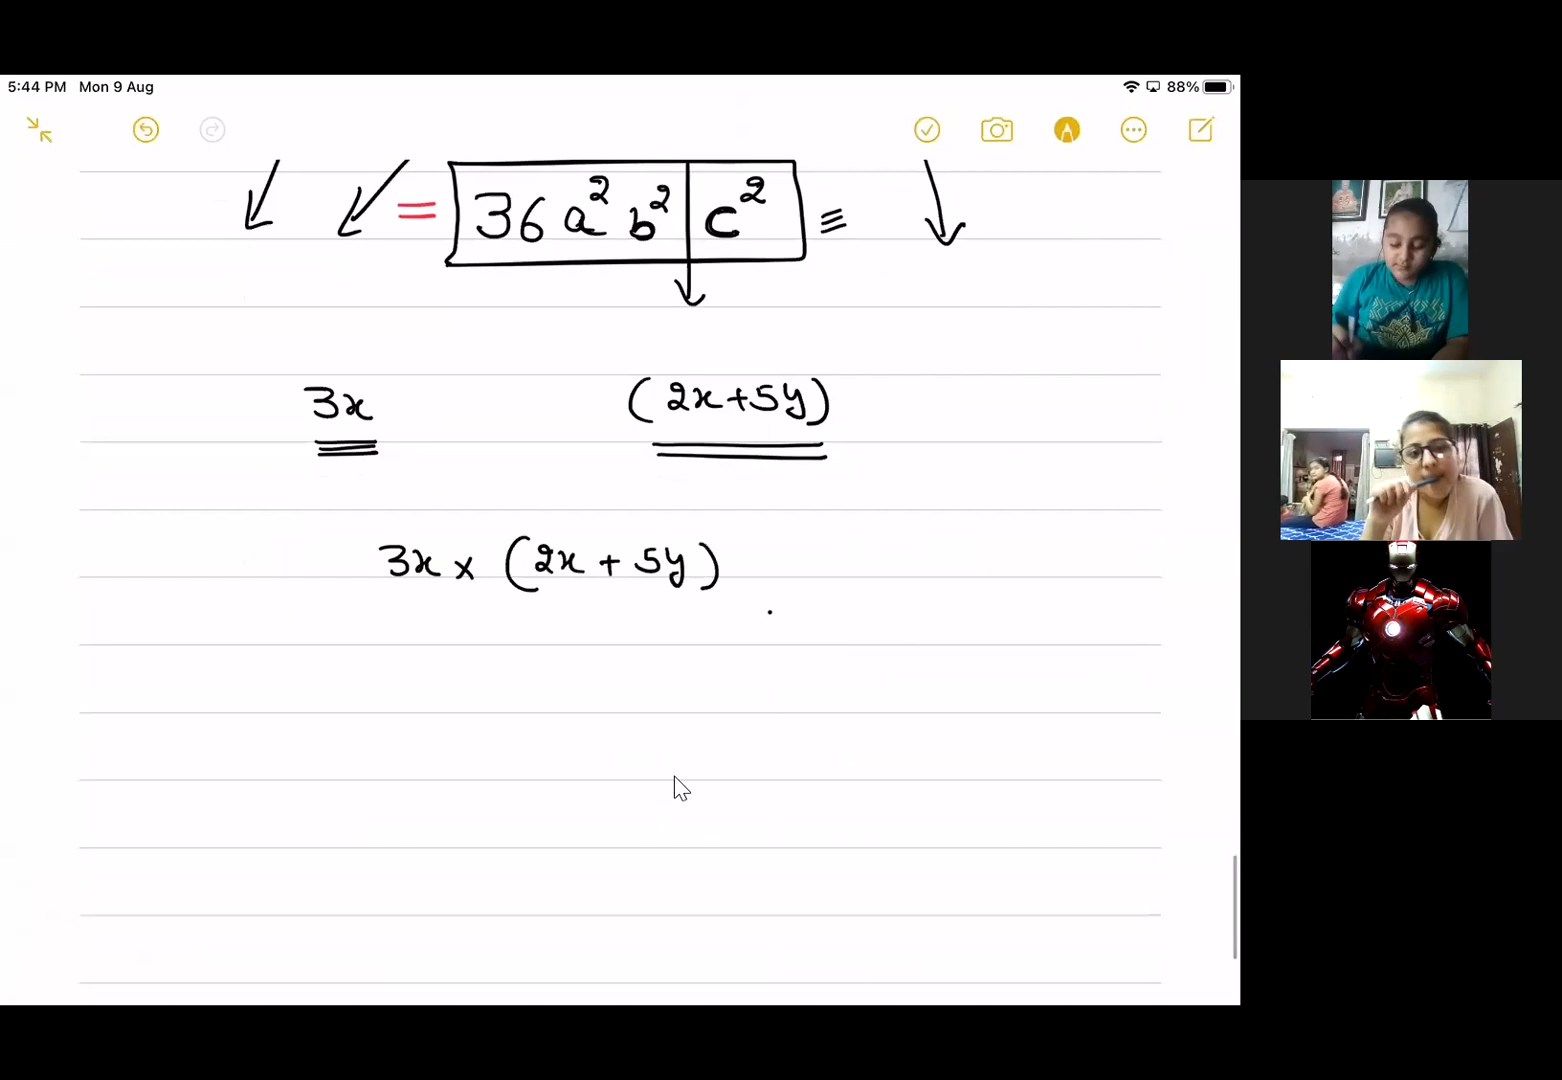 5:44 PM Mon 9 Aug 88%
= 36 a² b² c² ≡
3x (2x+5y)
3x × (2x + 5y)